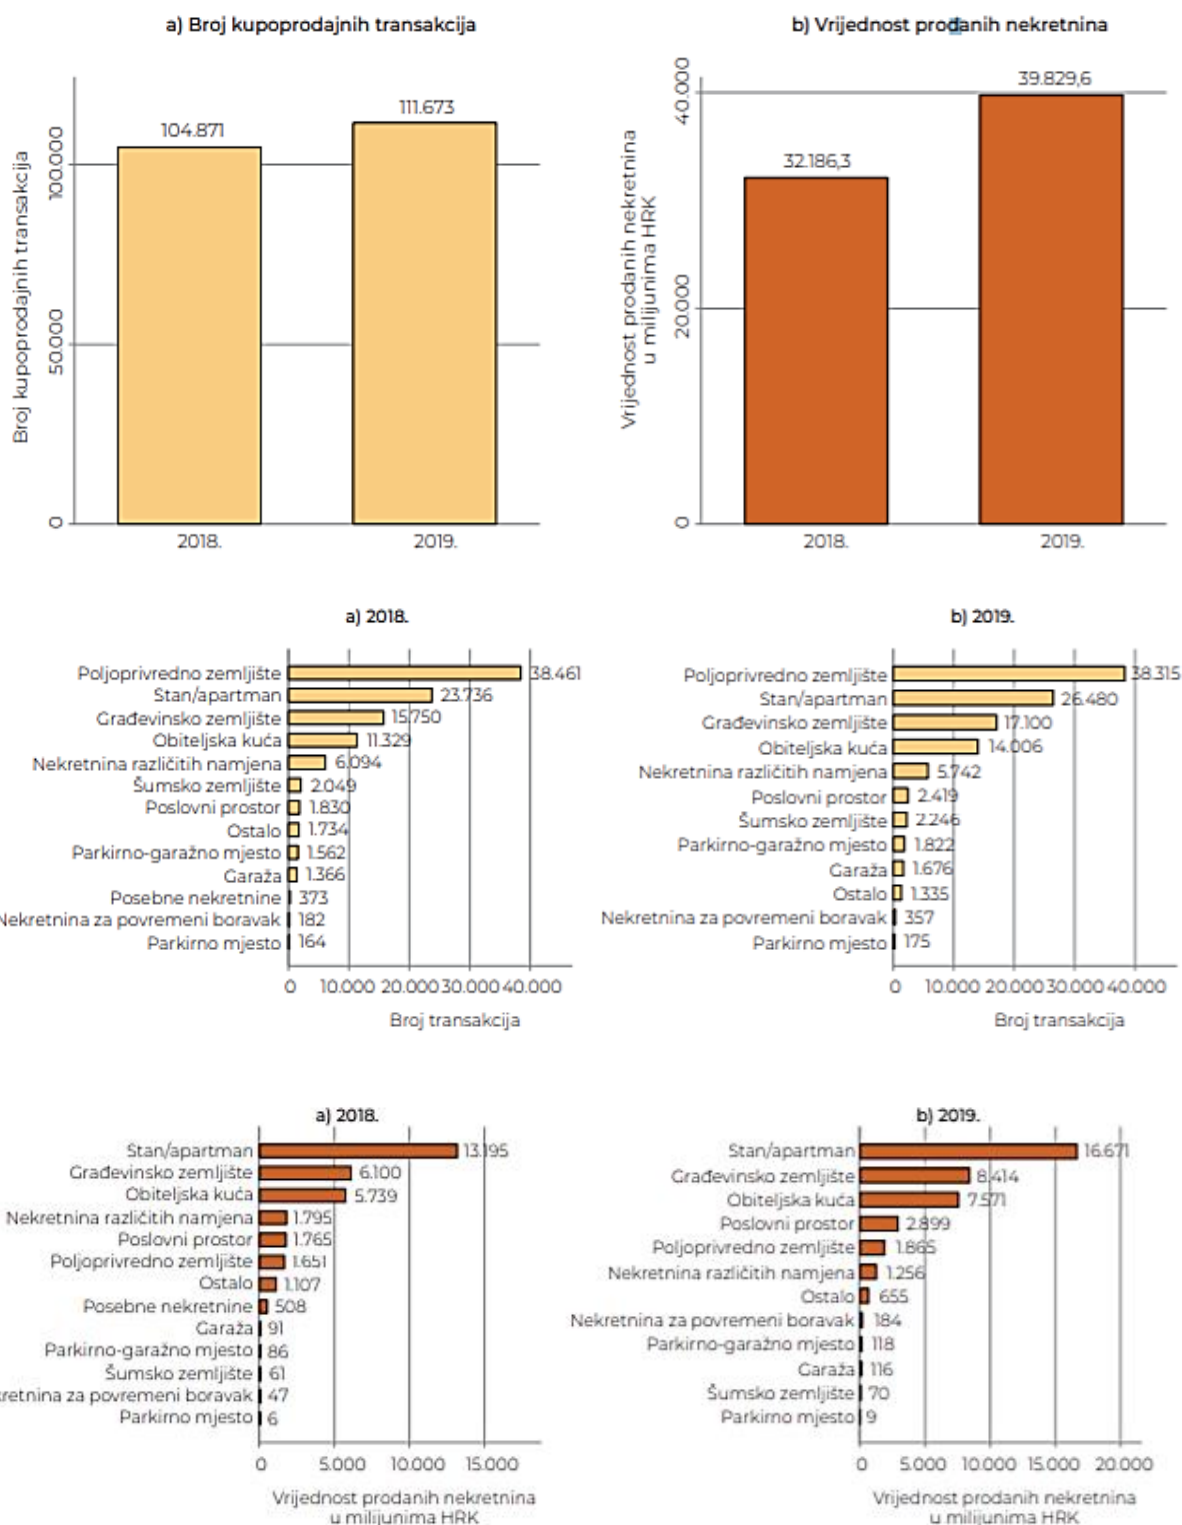 a) Broj kupoprodajnih transakcija
Broj kupoprodajnih transakcija
100.000
50.000
0
104.871
111.673
2018.
2019.
b) Vrijednost prodanih nekretnina
Vrijednost prodanih nekretnina
u milijunima HRK
40.000
20.000
0
32.186,3
39.829,6
2018.
2019.
a) 2018.
Poljoprivredno zemljište 38.461
Stan/apartman 23.736
Građevinsko zemljište 15.750
Obiteljska kuća 11.329
Nekretnina različitih namjena 6.094
Šumsko zemljište 2.049
Poslovni prostor 1.830
Ostalo 1.734
Parkirno-garažno mjesto 1.562
Garaža 1.366
Posebne nekretnine 373
Nekretnina za povremeni boravak 182
Parkirno mjesto 164
0 10.000 20.000 30.000 40.000
Broj transakcija
b) 2019.
Poljoprivredno zemljište 38.315
Stan/apartman 26.480
Građevinsko zemljište 17.100
Obiteljska kuća 14.006
Nekretnina različitih namjena 5.742
Poslovni prostor 2.419
Šumsko zemljište 2.246
Parkirno-garažno mjesto 1.822
Garaža 1.676
Ostalo 1.335
Nekretnina za povremeni boravak 357
Parkirno mjesto 175
0 10.000 20.000 30.000 40.000
Broj transakcija
a) 2018.
Stan/apartman 13.195
Građevinsko zemljište 6.100
Obiteljska kuća 5.739
Nekretnina različitih namjena 1.795
Poslovni prostor 1.765
Poljoprivredno zemljište 1.651
Ostalo 1.107
Posebne nekretnine 508
Garaža 91
Parkirno-garažno mjesto 86
Šumsko zemljište 61
kretnina za povremeni boravak 47
Parkirno mjesto 6
0 5.000 10.000 15.000
Vrijednost prodanih nekretnina
u milijunima HRK
b) 2019.
Stan/apartman 16.671
Građevinsko zemljište 8.414
Obiteljska kuća 7.571
Poslovni prostor 2.899
Poljoprivredno zemljište 1.865
Nekretnina različitih namjena 1.256
Ostalo 655
Nekretnina za povremeni boravak 184
Parkirno-garažno mjesto 118
Garaža 116
Šumsko zemljište 70
Parkirno mjesto 9
0 5.000 10.000 15.000 20.000
Vrijednost prodanih nekretnina
u milijunima HRK